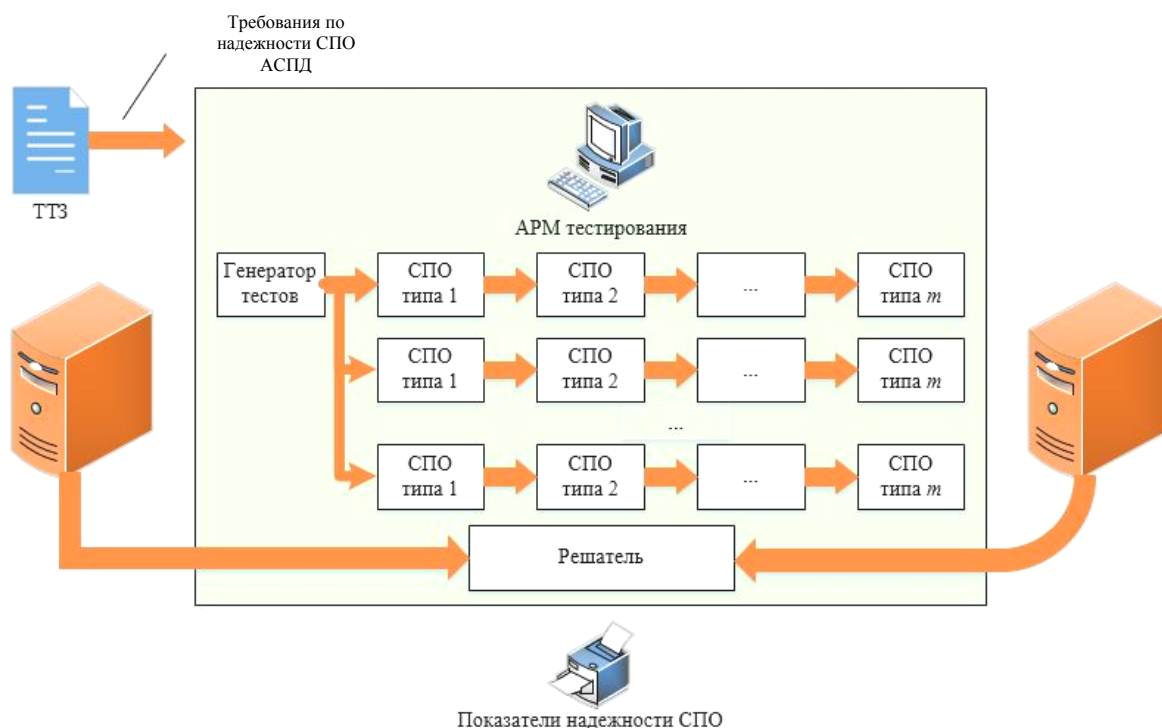 Требования по
надежности СПО
АСПД
ТТЗ
АРМ тестирования
Генератор
тестов
СПО
типа 1
СПО
типа 2
...
СПО
типа m
СПО
типа 1
СПО
типа 2
...
СПО
типа m
...
СПО
типа 1
СПО
типа 2
...
СПО
типа m
Решатель
Показатели надежности СПО